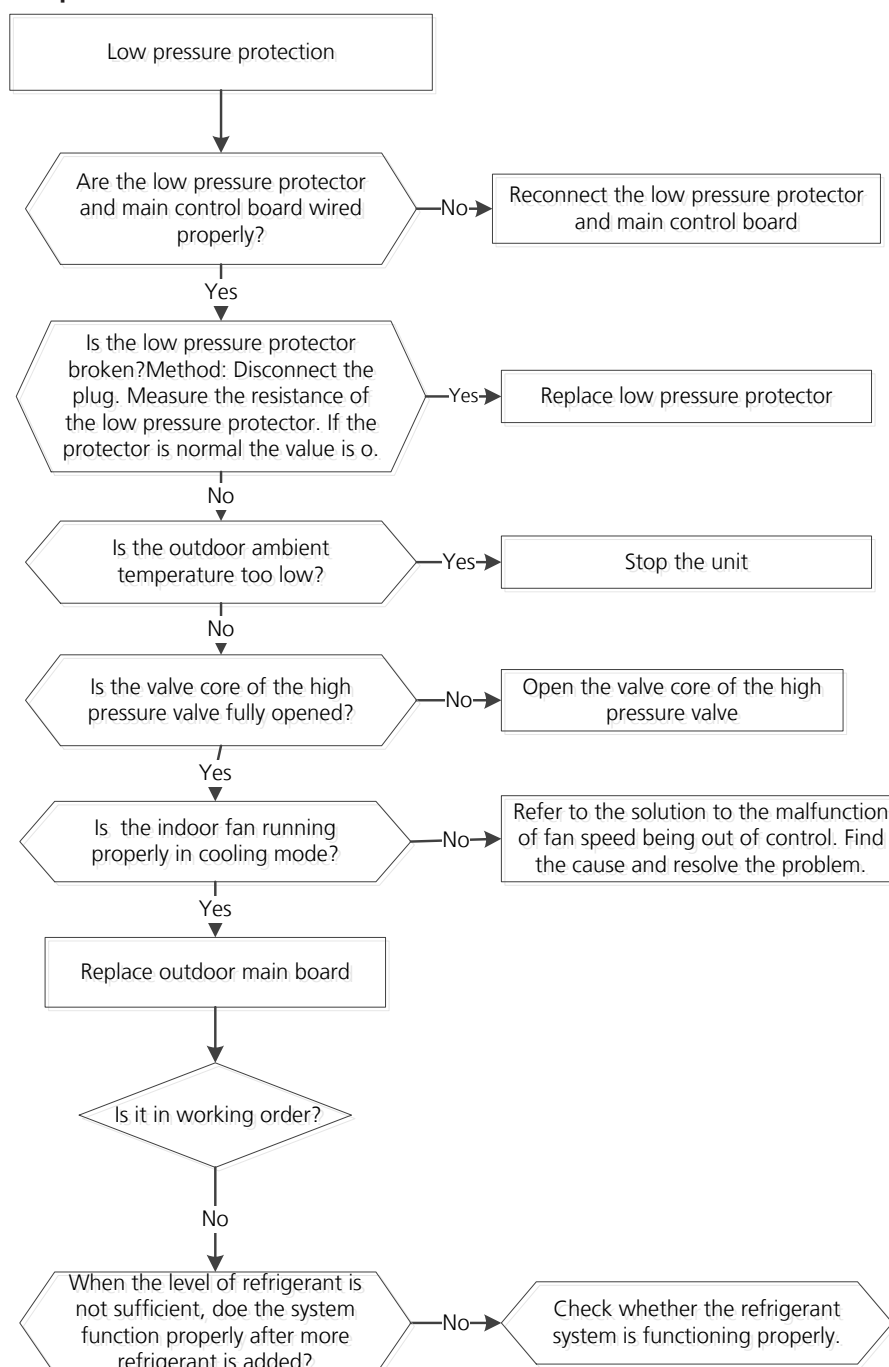 Low pressure protection
Are the low pressure protector
and main control board wired
properly?
No
Reconnect the low pressure protector
and main control board
Yes
Is the low pressure protector
broken?Method: Disconnect the
plug. Measure the resistance of
the low pressure protector. If the
protector is normal the value is o.
Yes
Replace low pressure protector
No
Is the outdoor ambient
temperature too low?
Yes
Stop the unit
No
Is the valve core of the high
pressure valve fully opened?
No
Open the valve core of the high
pressure valve
Yes
Is the indoor fan running
properly in cooling mode?
No
Refer to the solution to the malfunction
of fan speed being out of control. Find
the cause and resolve the problem.
Yes
Replace outdoor main board
Is it in working order?
No
When the level of refrigerant is
not sufficient, doe the system
function properly after more
refrigerant is added?
No
Check whether the refrigerant
system is functioning properly.